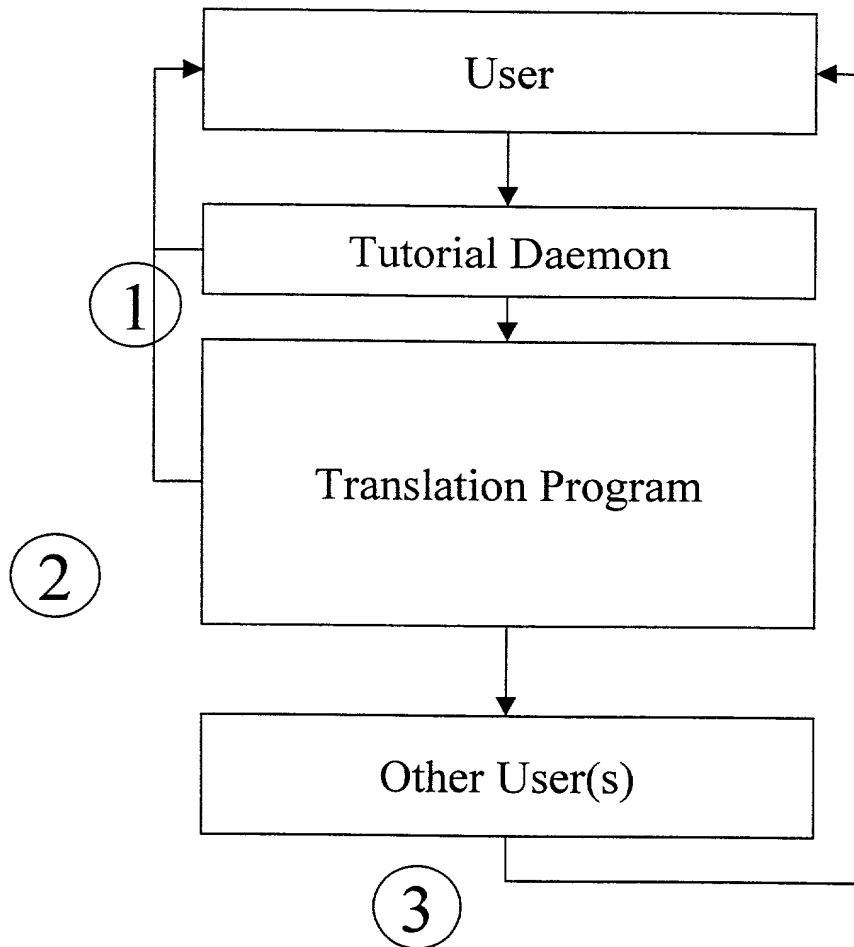 User
Tutorial Daemon
1
Translation Program
2
Other User(s)
3